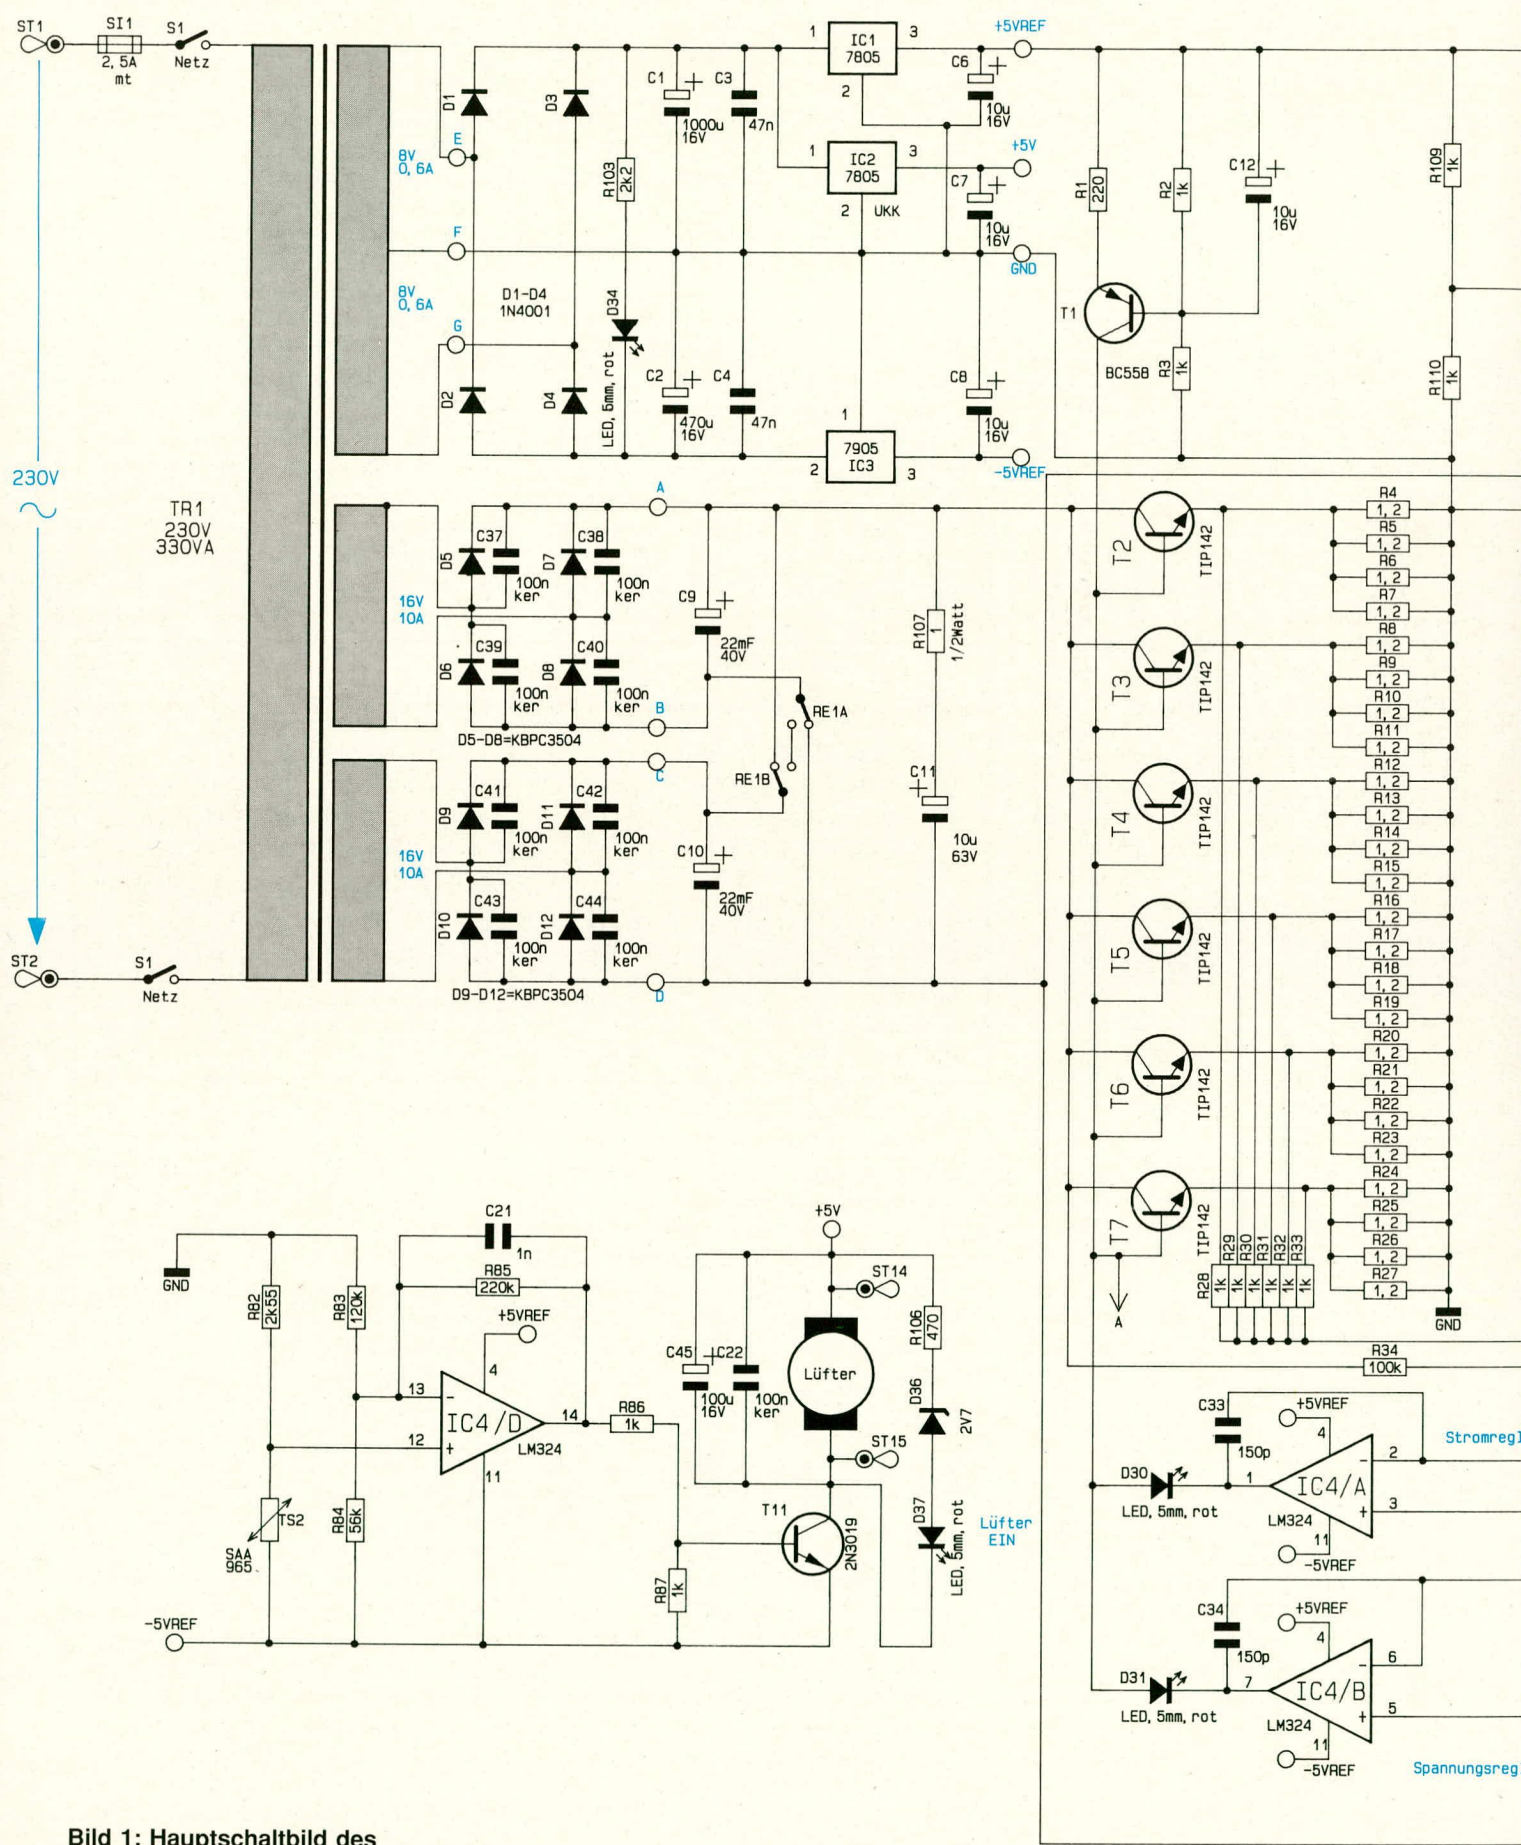 ST1
SI1
2,5A
mt
S1
Netz
230V
TR1
230V
330VA
ST2
S1
Netz
8V
0,6A
8V
0,6A
E
F
G
D1
D3
D2
D4
D1-D4
1N4001
R103
2k2
D34
LED, 5mm, rot
C1
+
1000u
16V
C3
47n
C2
+
470u
16V
C4
47n
1
IC1
7805
3
2
1
IC2
7805
3
2
UKK
1
7905
IC3
2
3
C6
+
10u
16V
C7
+
10u
16V
C8
+
10u
16V
+5VREF
+5V
GND
-5VREF
R1
220
R2
1k
C12
+
10u
16V
R109
1k
T1
BC558
R3
1k
R110
1k
16V
10A
D5
C37
100n
ker
D7
C38
100n
ker
D6
C39
100n
ker
D8
C40
100n
ker
D5-D8=KBPC3504
A
B
C
D
C9
+
22mF
40V
RE1A
RE1B
16V
10A
D9
C41
100n
ker
D11
C42
100n
ker
D10
C43
100n
ker
D12
C44
100n
ker
D9-D12=KBPC3504
C10
+
22mF
40V
R107
1
1/2Watt
C11
+
10u
63V
T2
TIP142
T3
TIP142
T4
TIP142
T5
TIP142
T6
TIP142
T7
TIP142
R4
1,2
R5
1,2
R6
1,2
R7
1,2
R8
1,2
R9
1,2
R10
1,2
R11
1,2
R12
1,2
R13
1,2
R14
1,2
R15
1,2
R16
1,2
R17
1,2
R18
1,2
R19
1,2
R20
1,2
R21
1,2
R22
1,2
R23
1,2
R24
1,2
R25
1,2
R26
1,2
R27
1,2
GND
R28
1k
R29
1k
R30
1k
R31
1k
R32
1k
R33
1k
A
R34
100k
GND
R82
2k55
R83
120k
C21
1n
R85
220k
+5VREF
4
13
-
12
+
IC4/D
14
LM324
11
R84
56k
TS2
SAA
965
-5VREF
R86
1k
R87
1k
+5V
ST14
Lüfter
ST15
C45
+
100u
16V
C22
100n
ker
T11
2N3019
R106
470
D36
2V7
D37
LED, 5mm, rot
Lüfter
EIN
C33
150p
+5VREF
4
2
-
Stromregl
D30
LED, 5mm, rot
1
IC4/A
3
+
LM324
11
-5VREF
C34
150p
+5VREF
4
6
-
D31
LED, 5mm, rot
7
IC4/B
5
+
LM324
11
-5VREF
Spannungsreg
Bild 1: Hauptschaltbild des